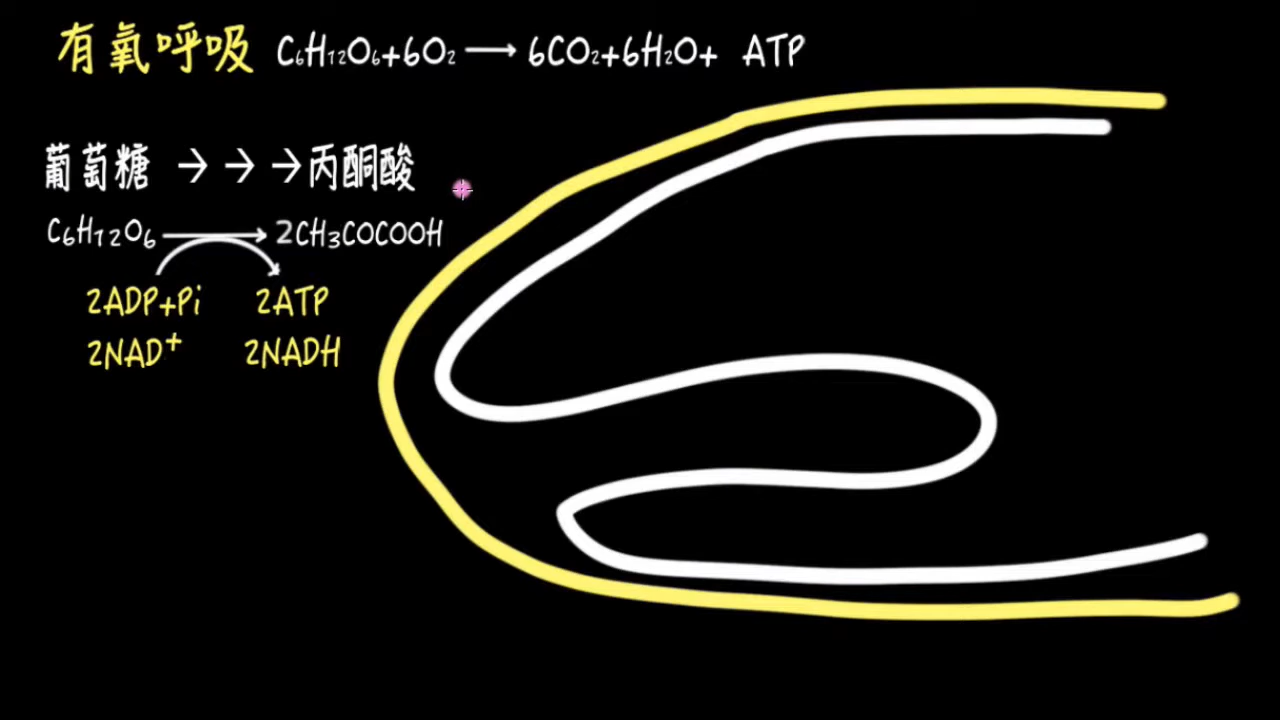 有氧呼吸 C₆H₁₂O₆+6O₂⟶6CO₂+6H₂O+ ATP
葡萄糖 →→→丙酮酸
C₆H₁₂O₆⟶2CH₃COCOOH
2ADP+Pi 2ATP
2NAD⁺ 2NADH